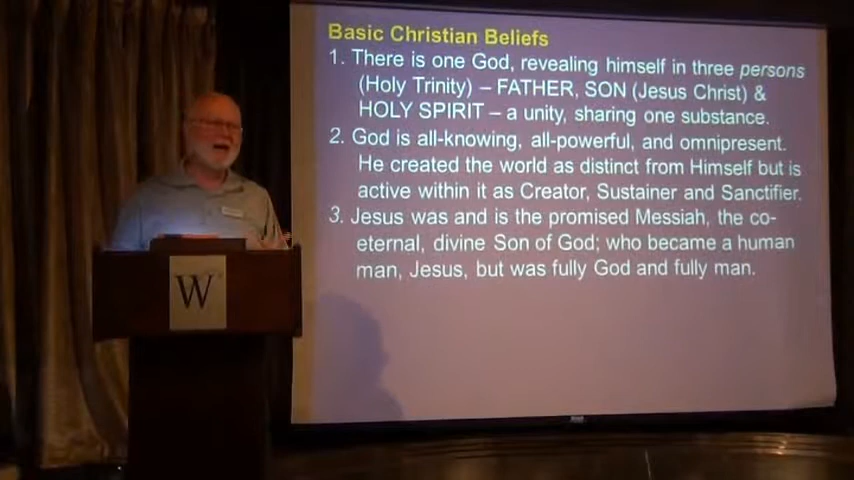 Basic Christian Beliefs
1. There is one God, revealing himself in three persons
(Holy Trinity) – FATHER, SON (Jesus Christ) &
HOLY SPIRIT – a unity, sharing one substance.
2. God is all-knowing, all-powerful, and omnipresent.
He created the world as distinct from Himself but is
active within it as Creator, Sustainer and Sanctifier.
3. Jesus was and is the promised Messiah, the co-
eternal, divine Son of God; who became a human
man, Jesus, but was fully God and fully man.
W